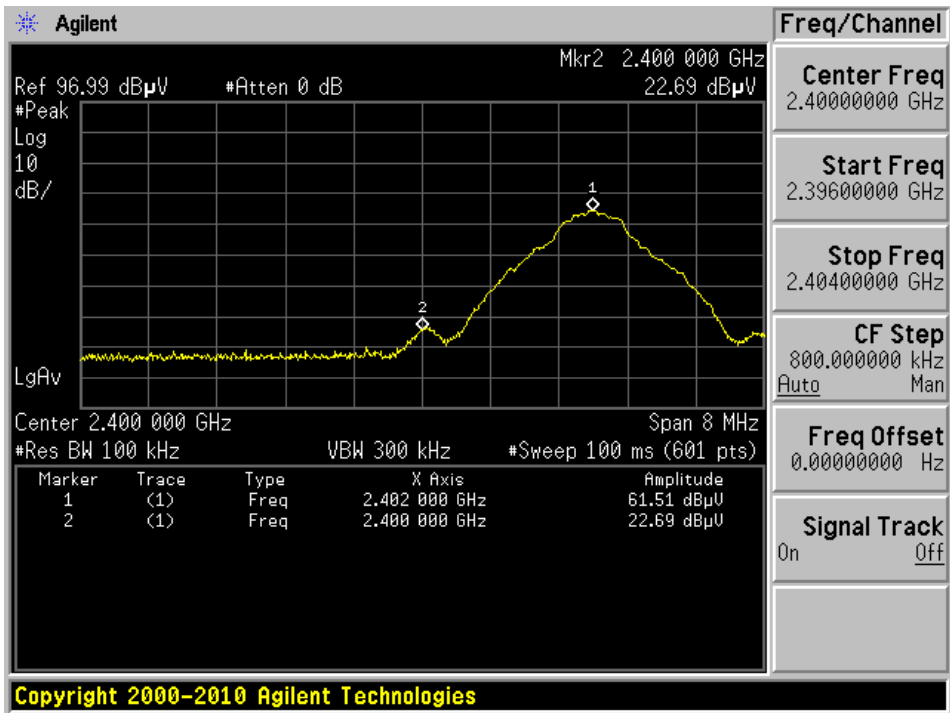 Agilent
Mkr2 2.400 000 GHz
Ref 96.99 dBµV #Atten 0 dB 22.69 dBµV
#Peak
Log
10
dB/
1
2
LgAv
Center 2.400 000 GHz Span 8 MHz
#Res BW 100 kHz VBW 300 kHz #Sweep 100 ms (601 pts)
Marker Trace Type X Axis Amplitude
1 (1) Freq 2.402 000 GHz 61.51 dBµV
2 (1) Freq 2.400 000 GHz 22.69 dBµV
Copyright 2000-2010 Agilent Technologies
Freq/Channel
Center Freq
2.40000000 GHz
Start Freq
2.39600000 GHz
Stop Freq
2.40400000 GHz
CF Step
800.000000 kHz
Auto Man
Freq Offset
0.00000000 Hz
Signal Track
On Off